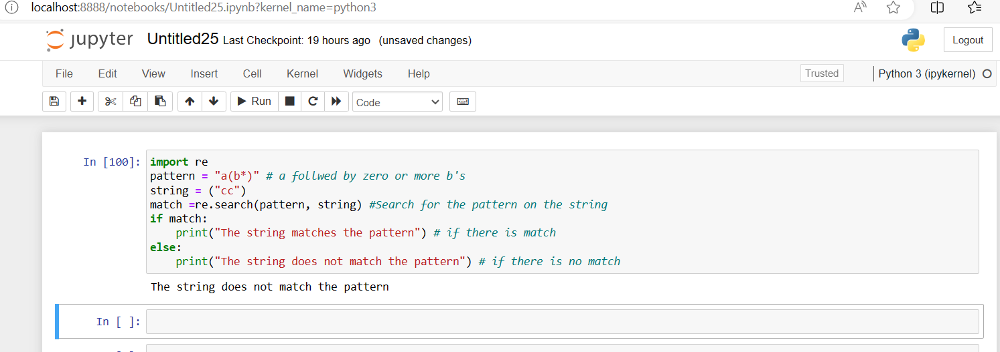 localhost:8888/notebooks/Untitled25.ipynb?kernel_name=python3
jupyter Untitled25 Last Checkpoint: 19 hours ago (unsaved changes)
Logout
File Edit View Insert Cell Kernel Widgets Help
Trusted
Python 3 (ipykernel)
Run
Code
In [100]:
import re
pattern = "a(b*)" # a follwed by zero or more b's
string = ("cc")
match =re.search(pattern, string) #Search for the pattern on the string
if match:
    print("The string matches the pattern") # if there is match
else:
    print("The string does not match the pattern") # if there is no match
The string does not match the pattern
In [ ]: